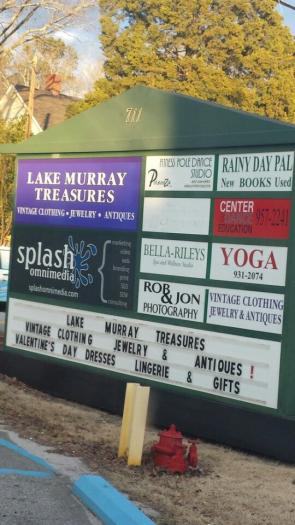 711
LAKE MURRAY
TREASURES
VINTAGE CLOTHING • JEWELRY • ANTIQUES
FITNESS POLE DANCE
STUDIO
RAINY DAY PAL
New BOOKS Used
CENTER
DANCE 957-2241
EDUCATION
splash
omnimedia
splashomnimedia.com
marketing
video
web
branding
print
SEO
SEM
consulting
BELLA-RILEYS
Spa and Wellness Studio
YOGA
931-2074
ROB & JON
PHOTOGRAPHY
VINTAGE CLOTHING
JEWELRY & ANTIQUES
LAKE MURRAY TREASURES
VINTAGE CLOTHING JEWELRY & ANTIQUES !
VALENTINE'S DAY DRESSES LINGERIE & GIFTS